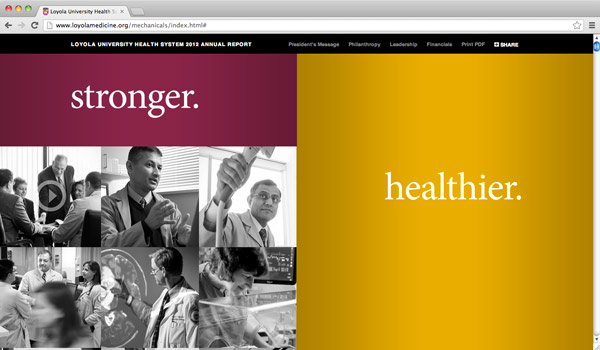 Loyola University Health S
www.loyolamedicine.org/mechanicals/index.html#
LOYOLA UNIVERSITY HEALTH SYSTEM 2012 ANNUAL REPORT
President's Message Philanthropy Leadership Financials Print PDF SHARE
stronger.
healthier.